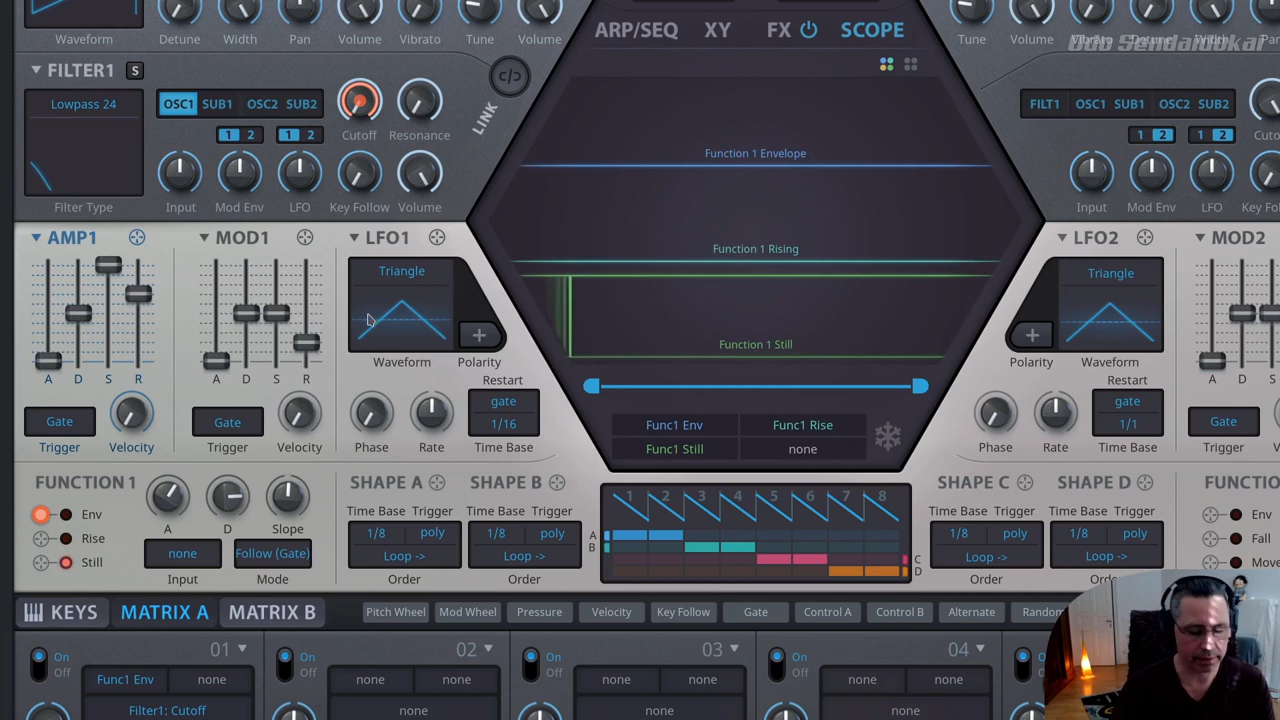 Waveform Detune Width Pan Volume Vibrato Tune Volume
ARP/SEQ XY FX SCOPE
Tune Volume Vibrato Detune Width Pan
Udo Sendaiookai
FILTER1 S
Lowpass 24
OSC1 SUB1 OSC2 SUB2
1 2 1 2
Cutoff Resonance
Filter Type Input Mod Env LFO Key Follow Volume
LINK
FILT1 OSC1 SUB1 OSC2 SUB2
1 2 1 2
Cuto
Input Mod Env LFO Key Follo
Function 1 Envelope
Function 1 Rising
Function 1 Still
Func1 Env Func1 Rise
Func1 Still none
AMP1
A D S R
Gate
Trigger Velocity
MOD1
A D S R
Gate
Trigger Velocity
LFO1
Triangle
Waveform Polarity
Restart
gate
1/16
Phase Rate Time Base
LFO2
Triangle
Polarity Waveform
Restart
gate
1/1
Phase Rate Time Base
MOD2
A D S
Gate
Trigger Velocity
FUNCTION 1
Env
Rise
Still
A D Slope
none Follow (Gate)
Input Mode
SHAPE A
Time Base Trigger
1/8 poly
Loop ->
Order
SHAPE B
Time Base Trigger
1/8 poly
Loop ->
Order
1 2 3 4 5 6 7 8
A
B
C
D
SHAPE C
Time Base Trigger
1/8 poly
Loop ->
Order
SHAPE D
Time Base Trigger
1/8 poly
Loop ->
Order
FUNCTIO
Env
Fall
Move
KEYS MATRIX A MATRIX B
Pitch Wheel Mod Wheel Pressure Velocity Key Follow Gate Control A Control B Alternate Random
01
On
Off
Func1 Env none
Filter1: Cutoff
02
On
Off
none none
none
03
On
Off
none none
none
04
On
Off
none none
none
On
Off